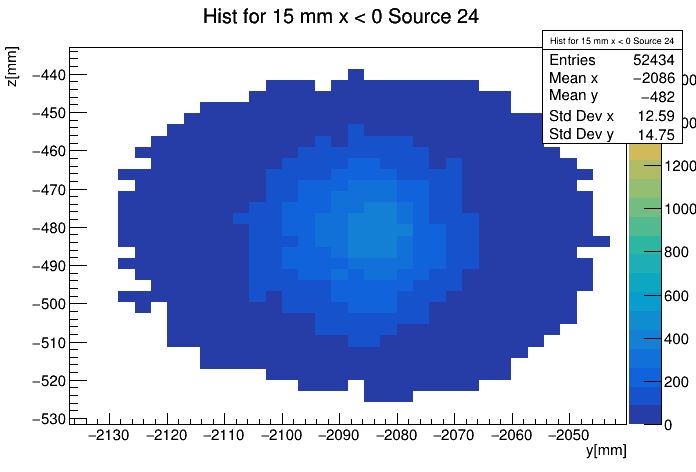 Hist for 15 mm x < 0 Source 24
Hist for 15 mm x < 0 Source 24
Entries 52434
Mean x −2086
Mean y −482
Std Dev x 12.59
Std Dev y 14.75
z[mm]
−440
−450
−460
−470
−480
−490
−500
−510
−520
−530
1200
1000
800
600
400
200
0
−2130 −2120 −2110 −2100 −2090 −2080 −2070 −2060 −2050
y[mm]